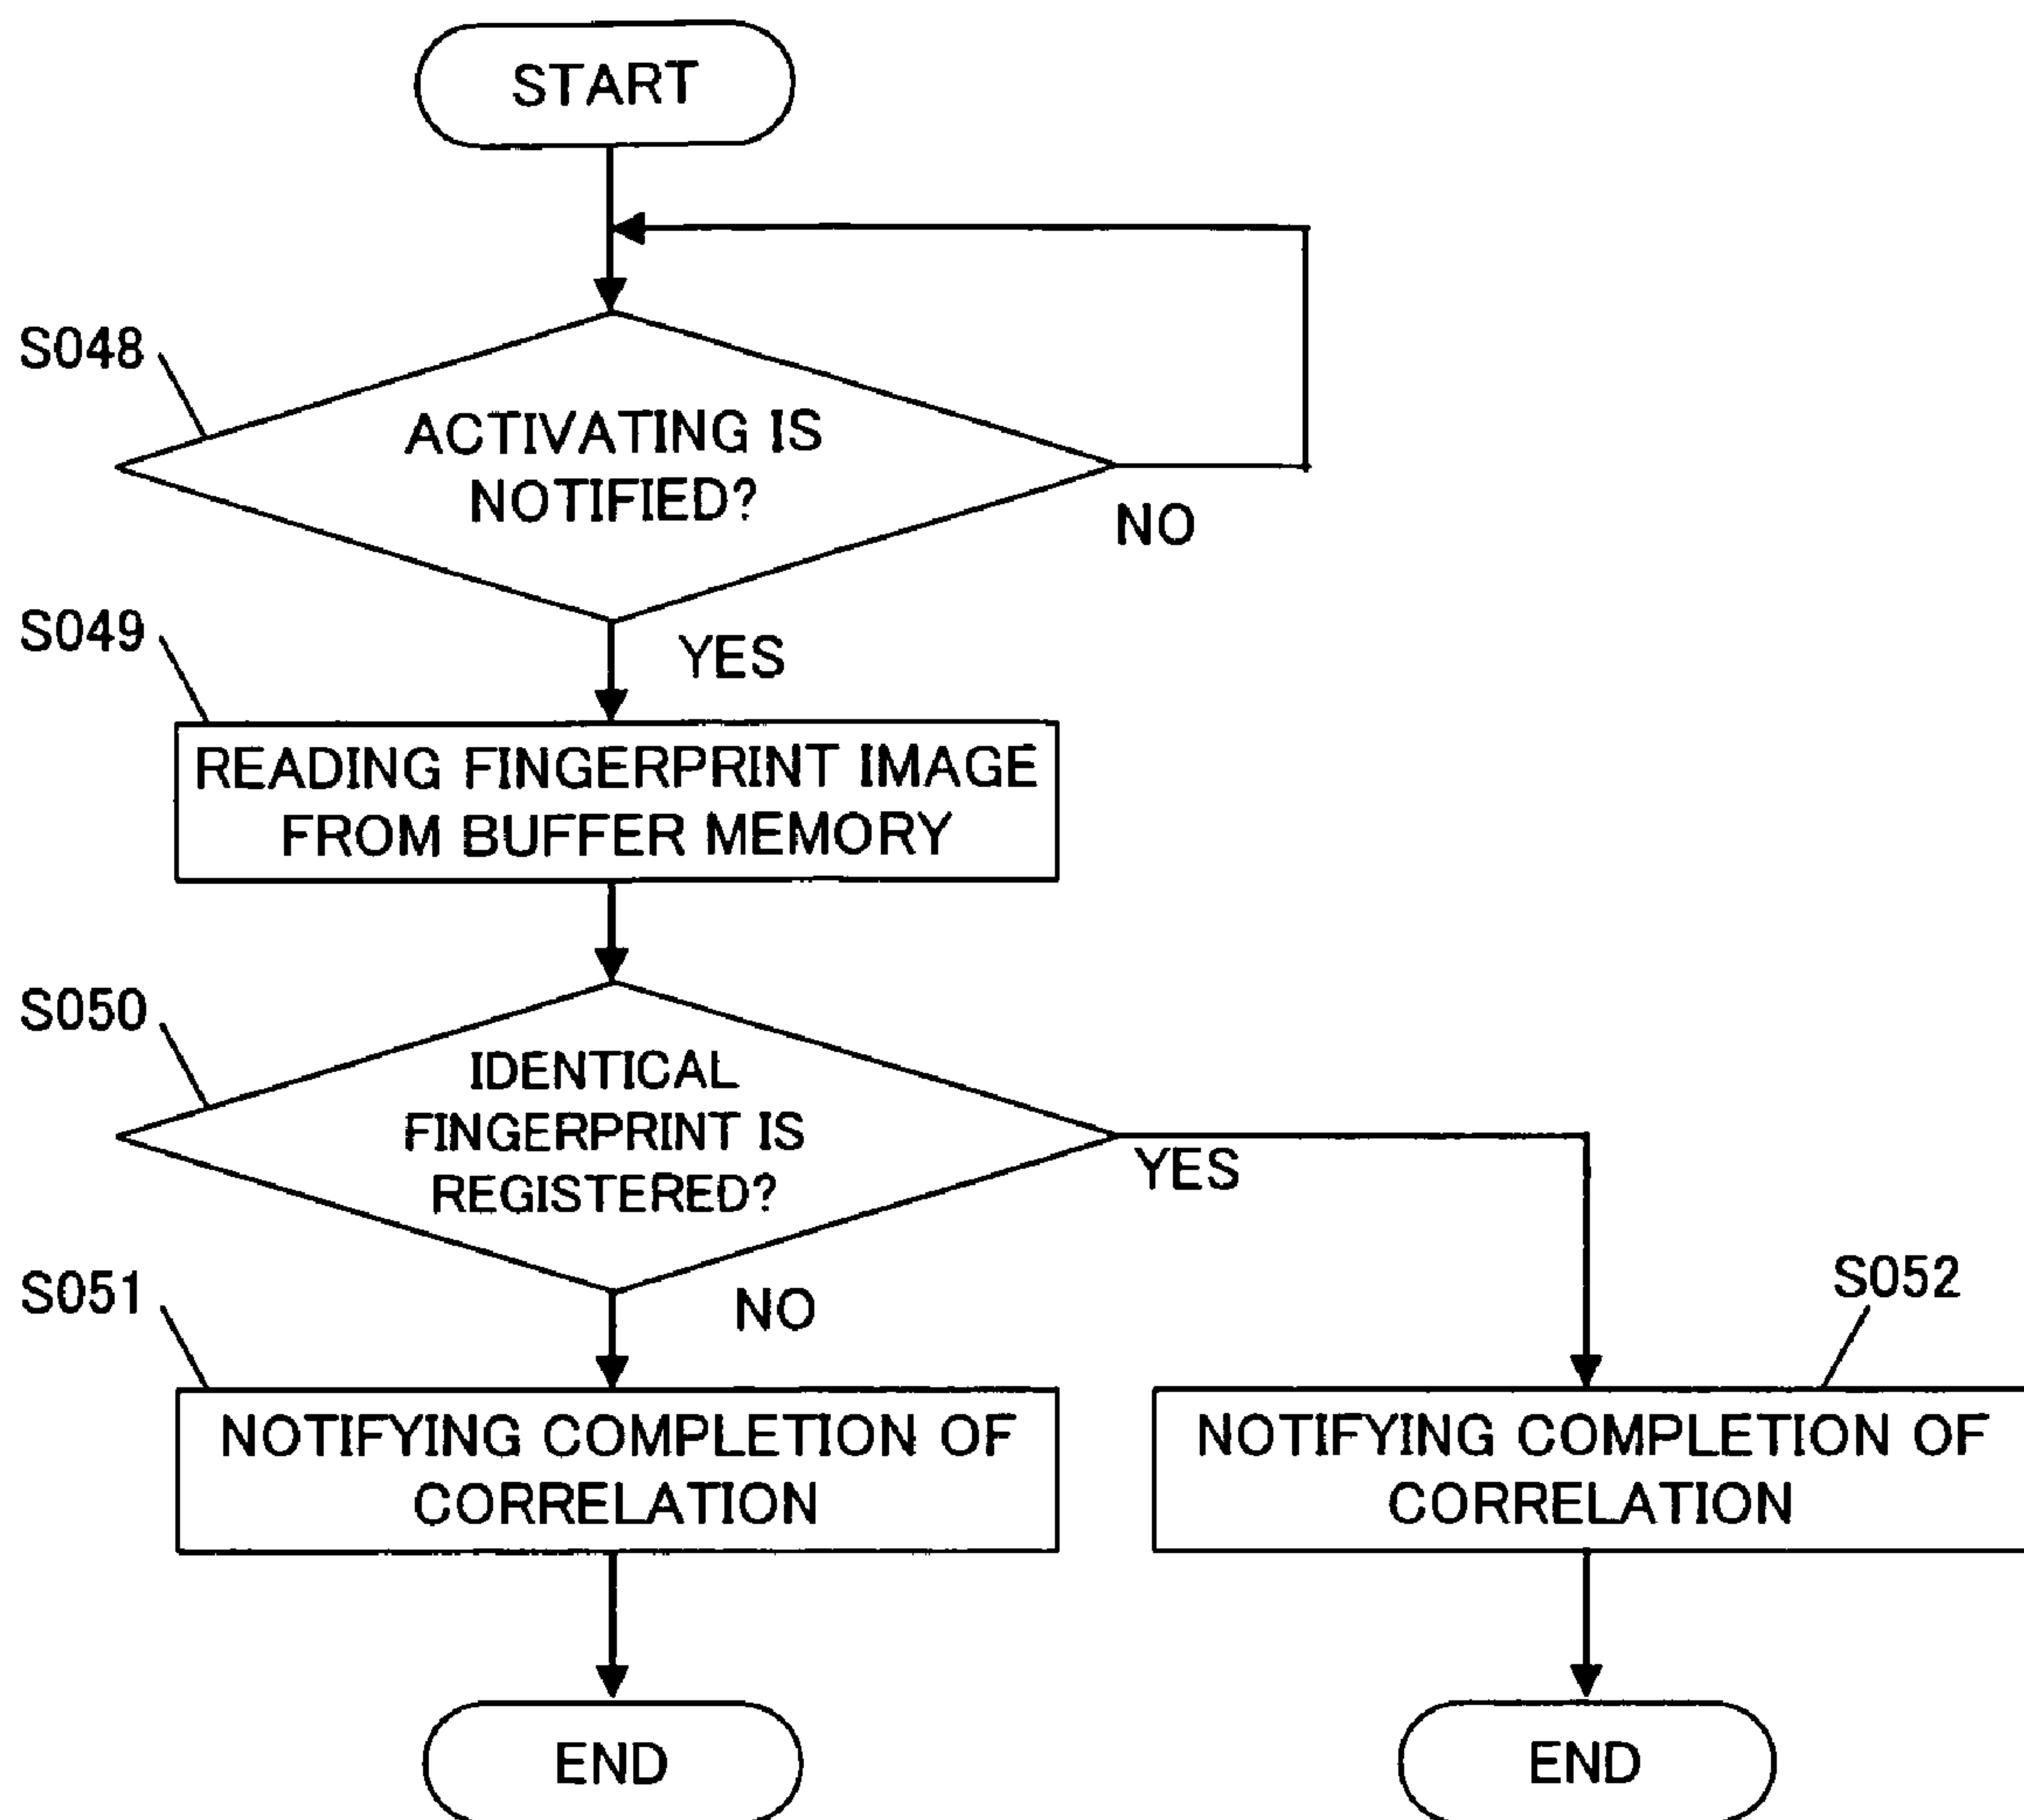 START
S048
ACTIVATING IS
NOTIFIED?
NO
S049
YES
READING FINGERPRINT IMAGE
FROM BUFFER MEMORY
S050
IDENTICAL
FINGERPRINT IS
REGISTERED?
YES
S051
NO
S052
NOTIFYING COMPLETION OF
CORRELATION
NOTIFYING COMPLETION OF
CORRELATION
END
END